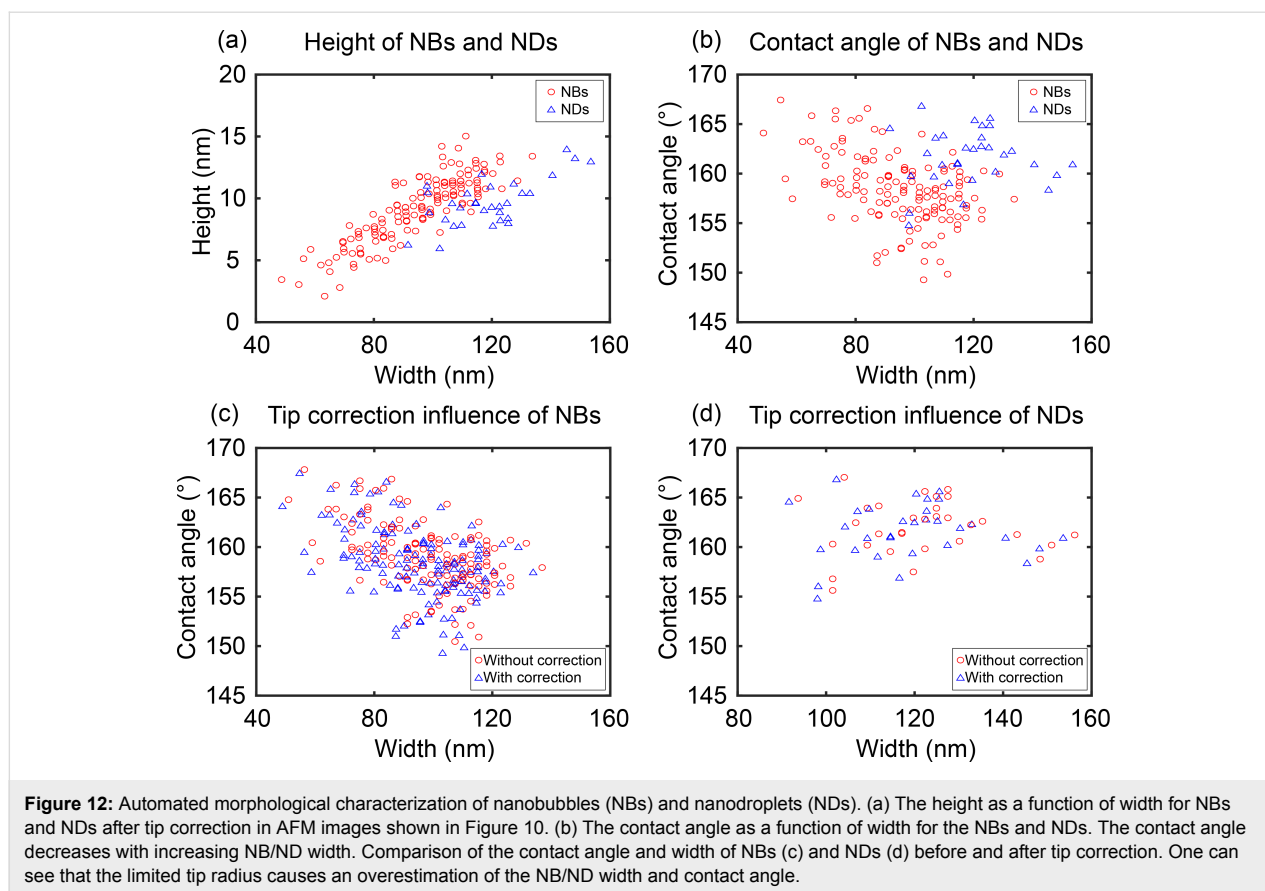 (a) Height of NBs and NDs
20
15
10
5
0
Height (nm)
NBs
NDs
40 80 120 160
Width (nm)
(b) Contact angle of NBs and NDs
170
165
160
155
150
145
Contact angle (°)
NBs
NDs
40 80 120 160
Width (nm)
(c) Tip correction influence of NBs
170
165
160
155
150
145
Contact angle (°)
Without correction
With correction
40 80 120 160
Width (nm)
(d) Tip correction influence of NDs
170
165
160
155
150
145
Contact angle (°)
Without correction
With correction
80 100 120 140 160
Width (nm)
Figure 12: Automated morphological characterization of nanobubbles (NBs) and nanodroplets (NDs). (a) The height as a function of width for NBs
and NDs after tip correction in AFM images shown in Figure 10. (b) The contact angle as a function of width for the NBs and NDs. The contact angle
decreases with increasing NB/ND width. Comparison of the contact angle and width of NBs (c) and NDs (d) before and after tip correction. One can
see that the limited tip radius causes an overestimation of the NB/ND width and contact angle.